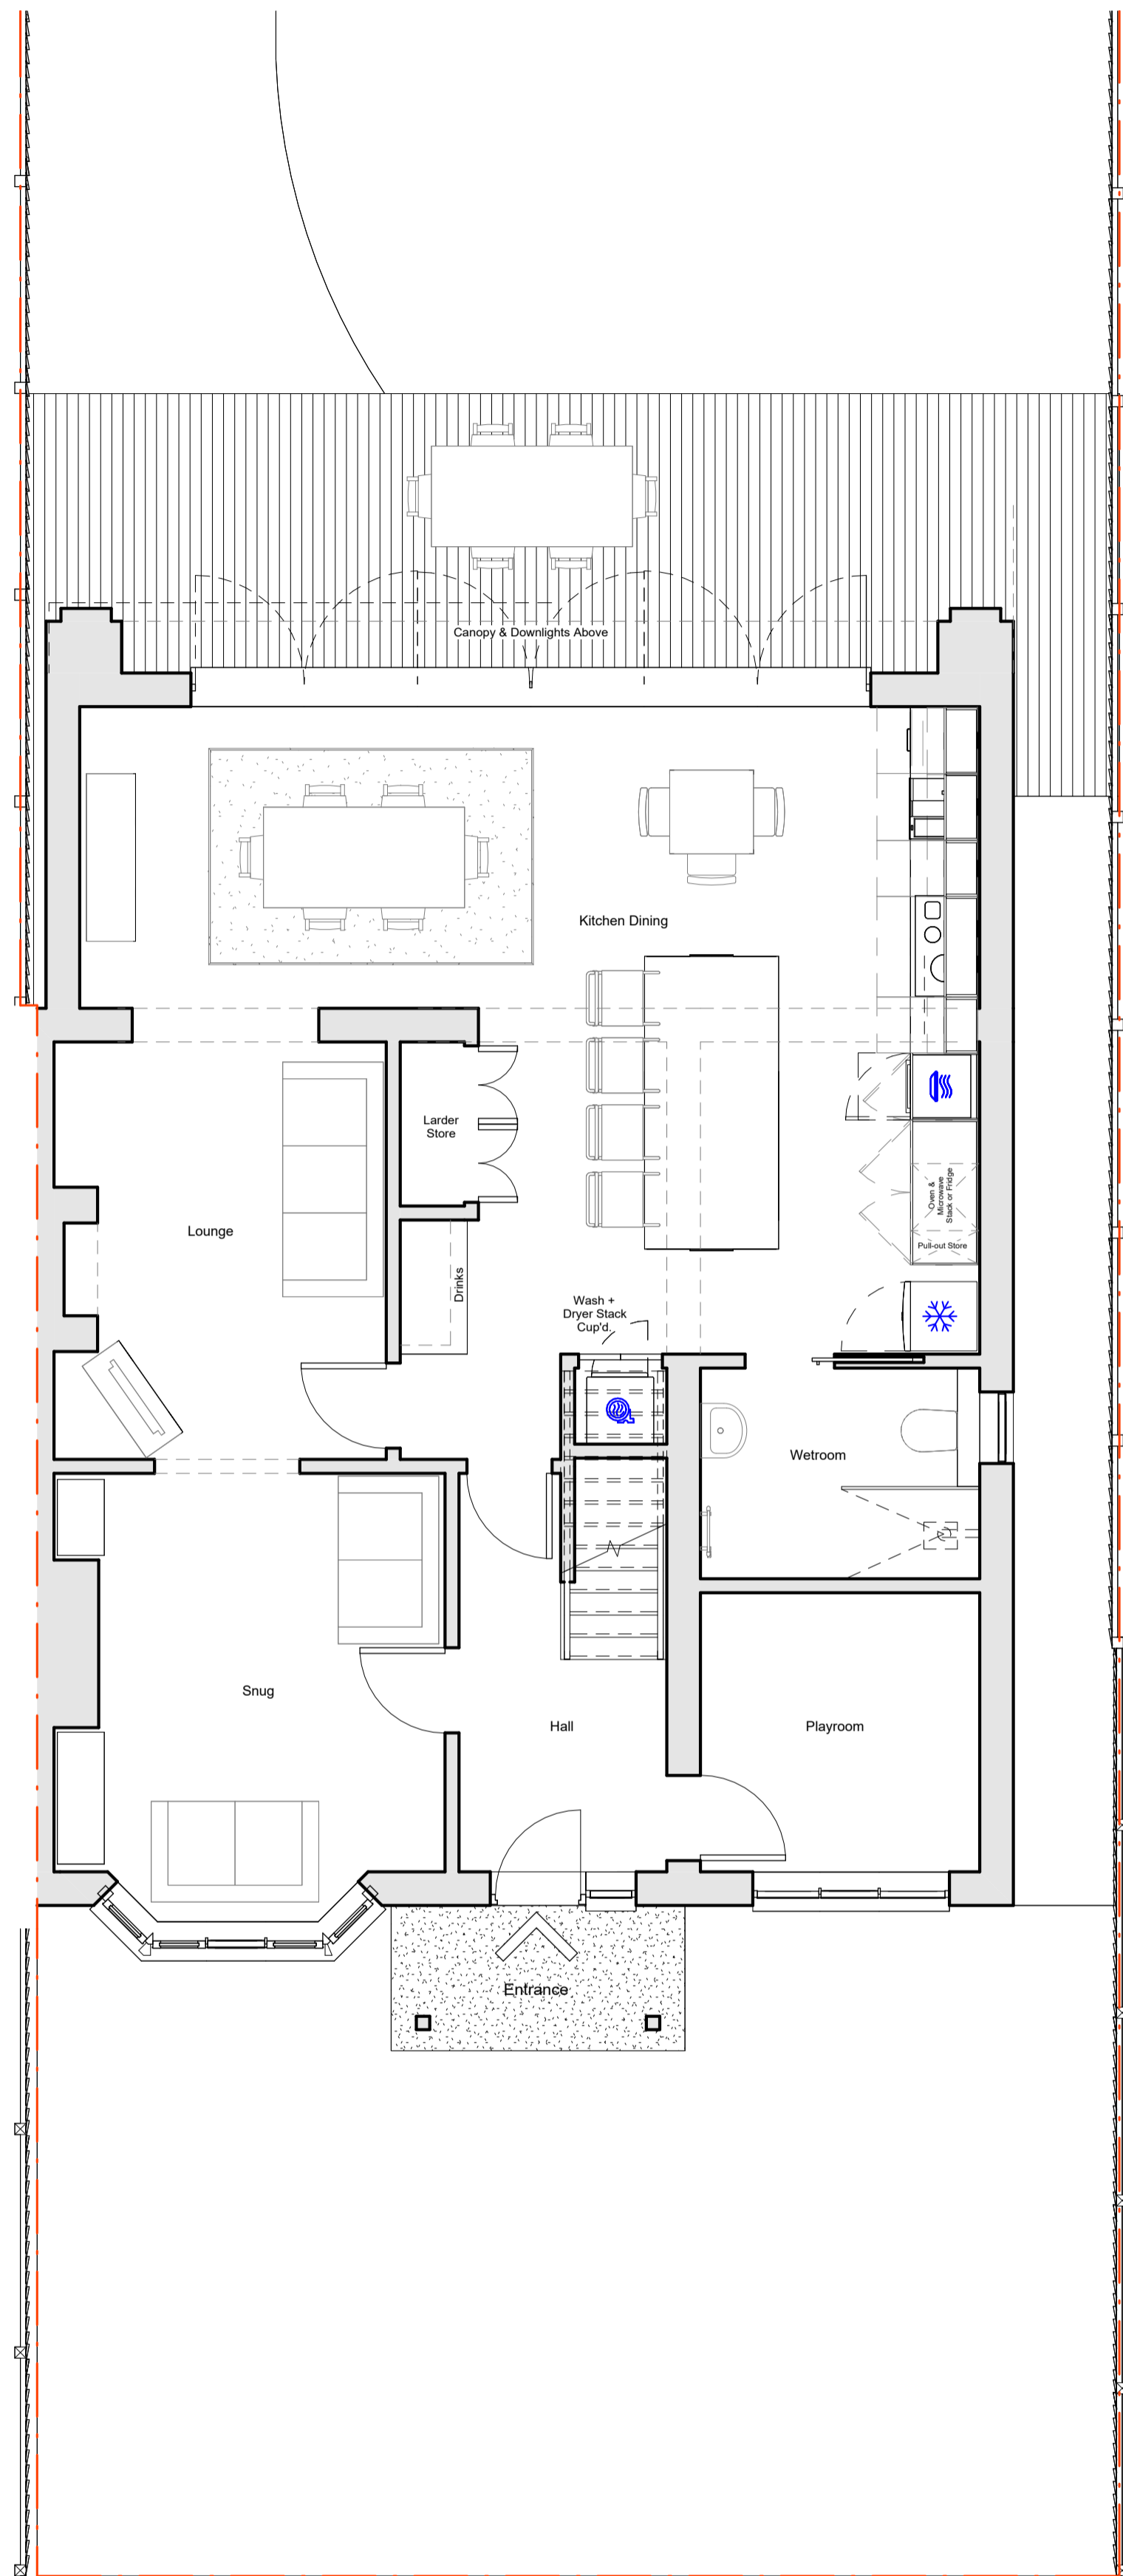 Canopy & Downlights Above
Kitchen Dining
Larder
Store
Oven &
Microwave
Stack or Fridge
Lounge
Pull-out Store
Drinks
Wash +
Dryer Stack
Cup'd.
Wetroom
Snug
Hall
Playroom
Entrance